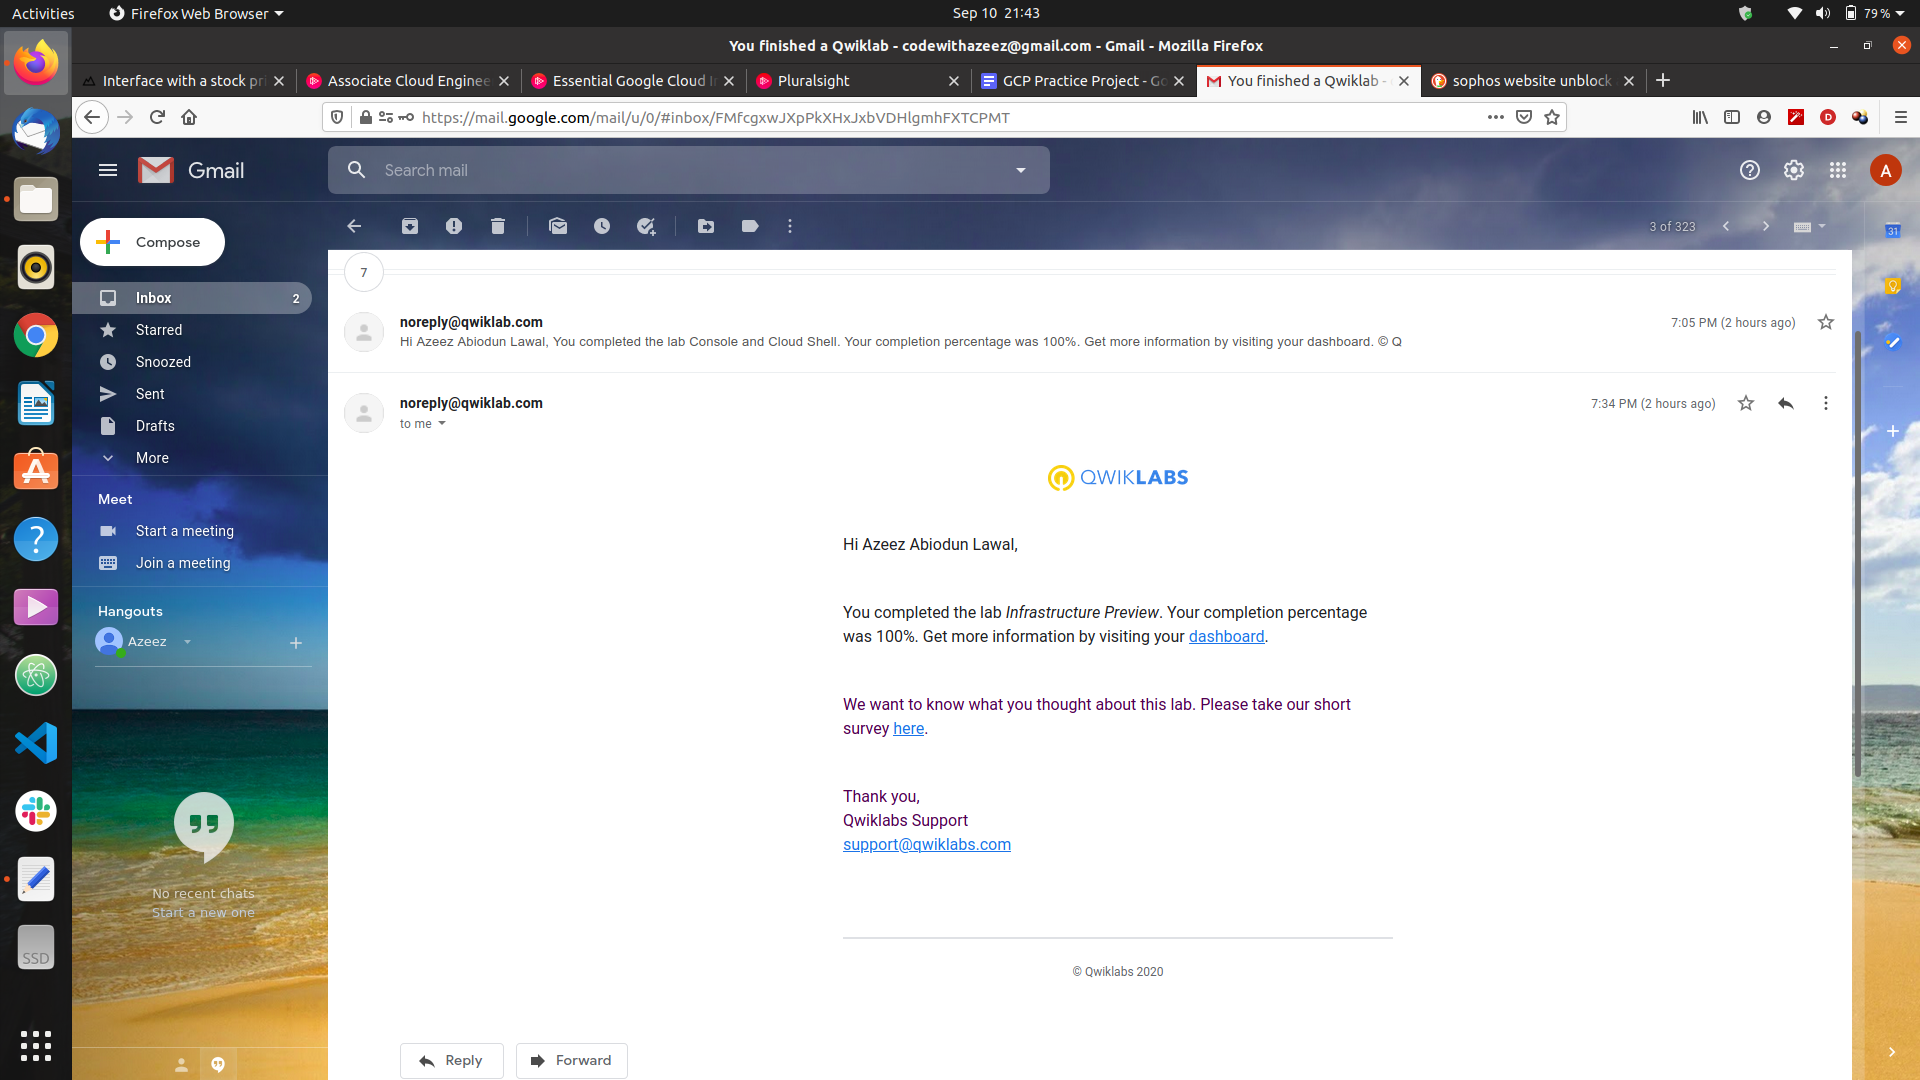 Activities
Firefox Web Browser
Sep 10 21:43
79 %
You finished a Qwiklab - codewithazeez@gmail.com - Gmail - Mozilla Firefox
Interface with a stock pri
Associate Cloud Enginee
Essential Google Cloud I
Pluralsight
GCP Practice Project - Go
You finished a Qwiklab -
sophos website unblock
https://mail.google.com/mail/u/0/#inbox/FMfcgxwJXpPkXHxJxbVDHlgmhFXTCPMT
Gmail
Search mail
A
Compose
3 of 323
31
7
Inbox
2
Starred
Snoozed
Sent
Drafts
More
Meet
Start a meeting
Join a meeting
Hangouts
Azeez
No recent chats
Start a new one
SSD
noreply@qwiklab.com
7:05 PM (2 hours ago)
Hi Azeez Abiodun Lawal, You completed the lab Console and Cloud Shell. Your completion percentage was 100%. Get more information by visiting your dashboard. © Q
noreply@qwiklab.com
7:34 PM (2 hours ago)
to me
QWIKLABS
Hi Azeez Abiodun Lawal,
You completed the lab Infrastructure Preview. Your completion percentage
was 100%. Get more information by visiting your dashboard.
We want to know what you thought about this lab. Please take our short
survey here.
Thank you,
Qwiklabs Support
support@qwiklabs.com
© Qwiklabs 2020
Reply
Forward